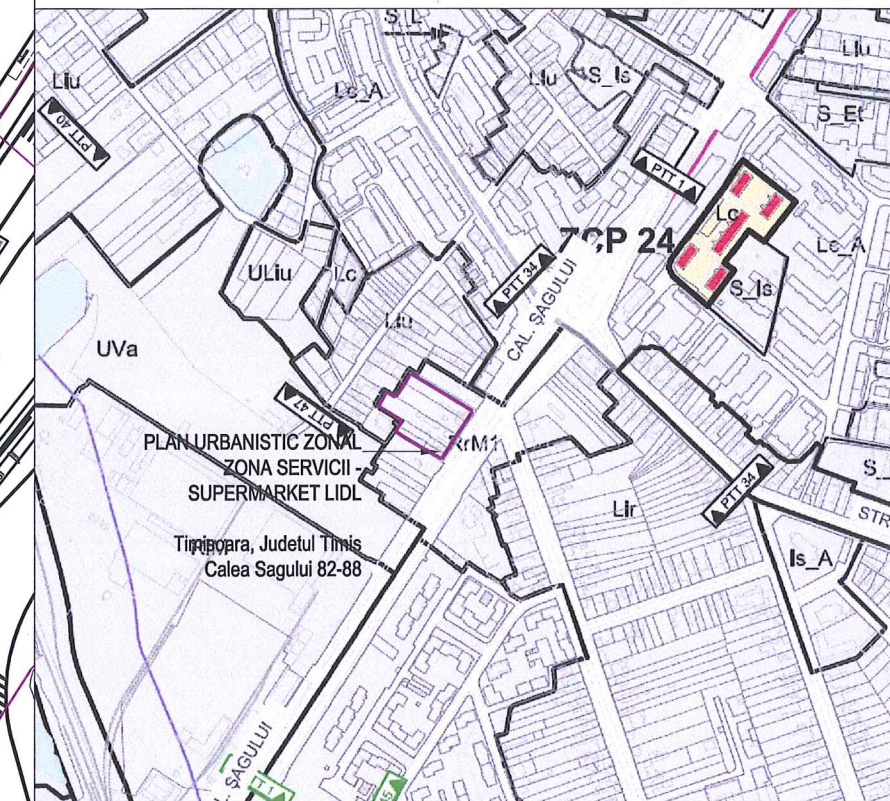 S_L
Liu
Lc_A
Liu
S_Is
Liu
S_Et
PTT 40
PTT 1
Lc
ZCP 24
Lc_A
ULiu
Lc
PTT 34
S_Is
CAL. ŞAGULUI
Liu
UVa
PTT 47
PLAN URBANISTIC ZONAL
ZONA SERVICII -
SUPERMARKET LIDL
RrM1
PTT 34
Lir
STR
Timişoara, Judetul Timis
Calea Sagului 82-88
Is_A
ŞAGULUI